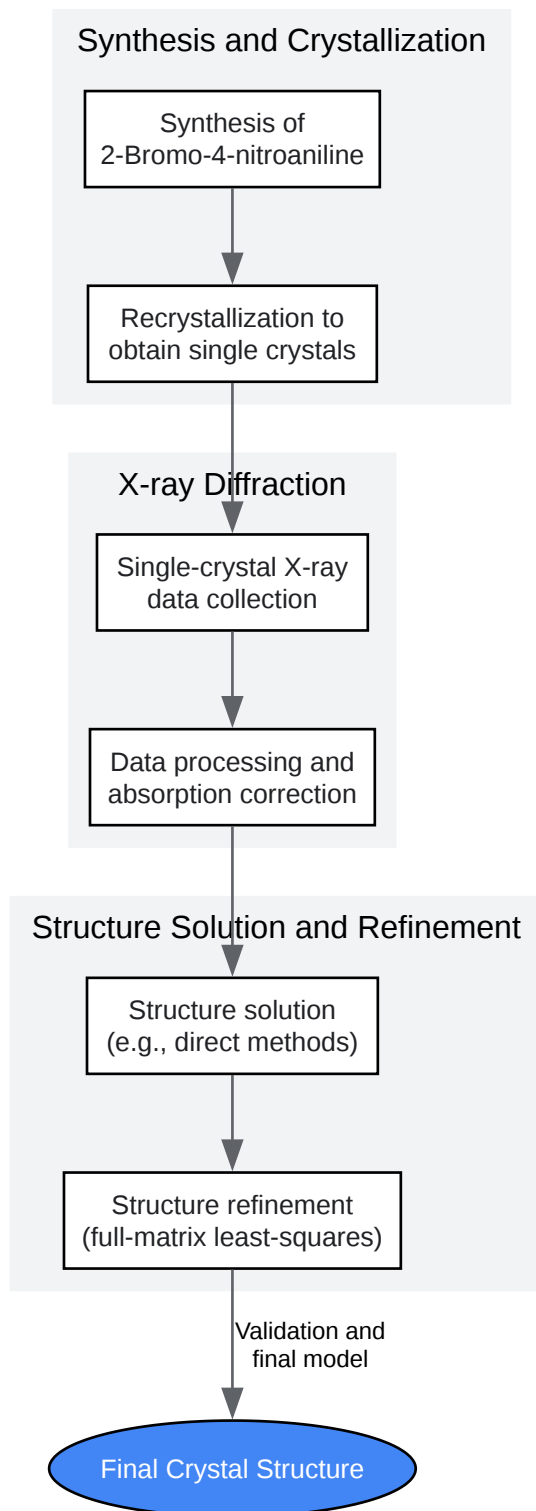 Synthesis and Crystallization
Synthesis of
2-Bromo-4-nitroaniline
Recrystallization to
obtain single crystals
X-ray Diffraction
Single-crystal X-ray
data collection
Data processing and
absorption correction
Structure Solution and Refinement
Structure solution
(e.g., direct methods)
Structure refinement
(full-matrix least-squares)
Validation and
final model
Final Crystal Structure